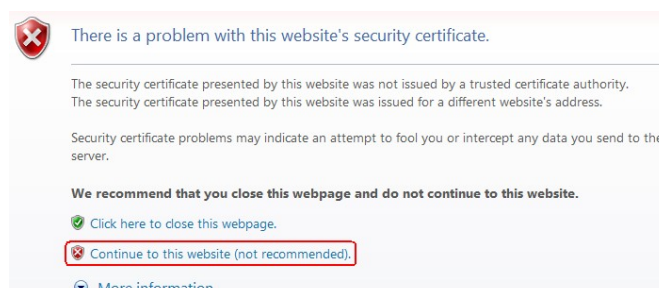 There is a problem with this website's security certificate.
The security certificate presented by this website was not issued by a trusted certificate authority.
The security certificate presented by this website was issued for a different website's address.
Security certificate problems may indicate an attempt to fool you or intercept any data you send to the
server.
We recommend that you close this webpage and do not continue to this website.
Click here to close this webpage.
Continue to this website (not recommended).
More information